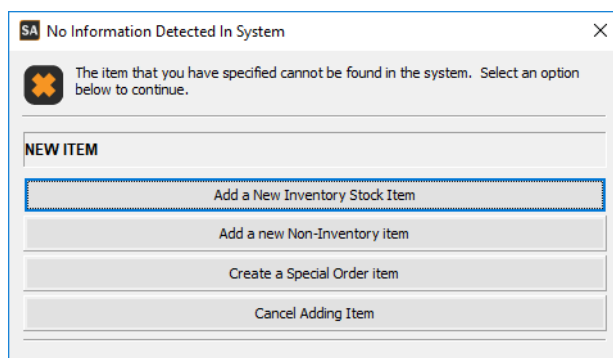 SA No Information Detected In System
The item that you have specified cannot be found in the system.  Select an option
below to continue.
NEW ITEM
Add a New Inventory Stock Item
Add a new Non-Inventory item
Create a Special Order item
Cancel Adding Item